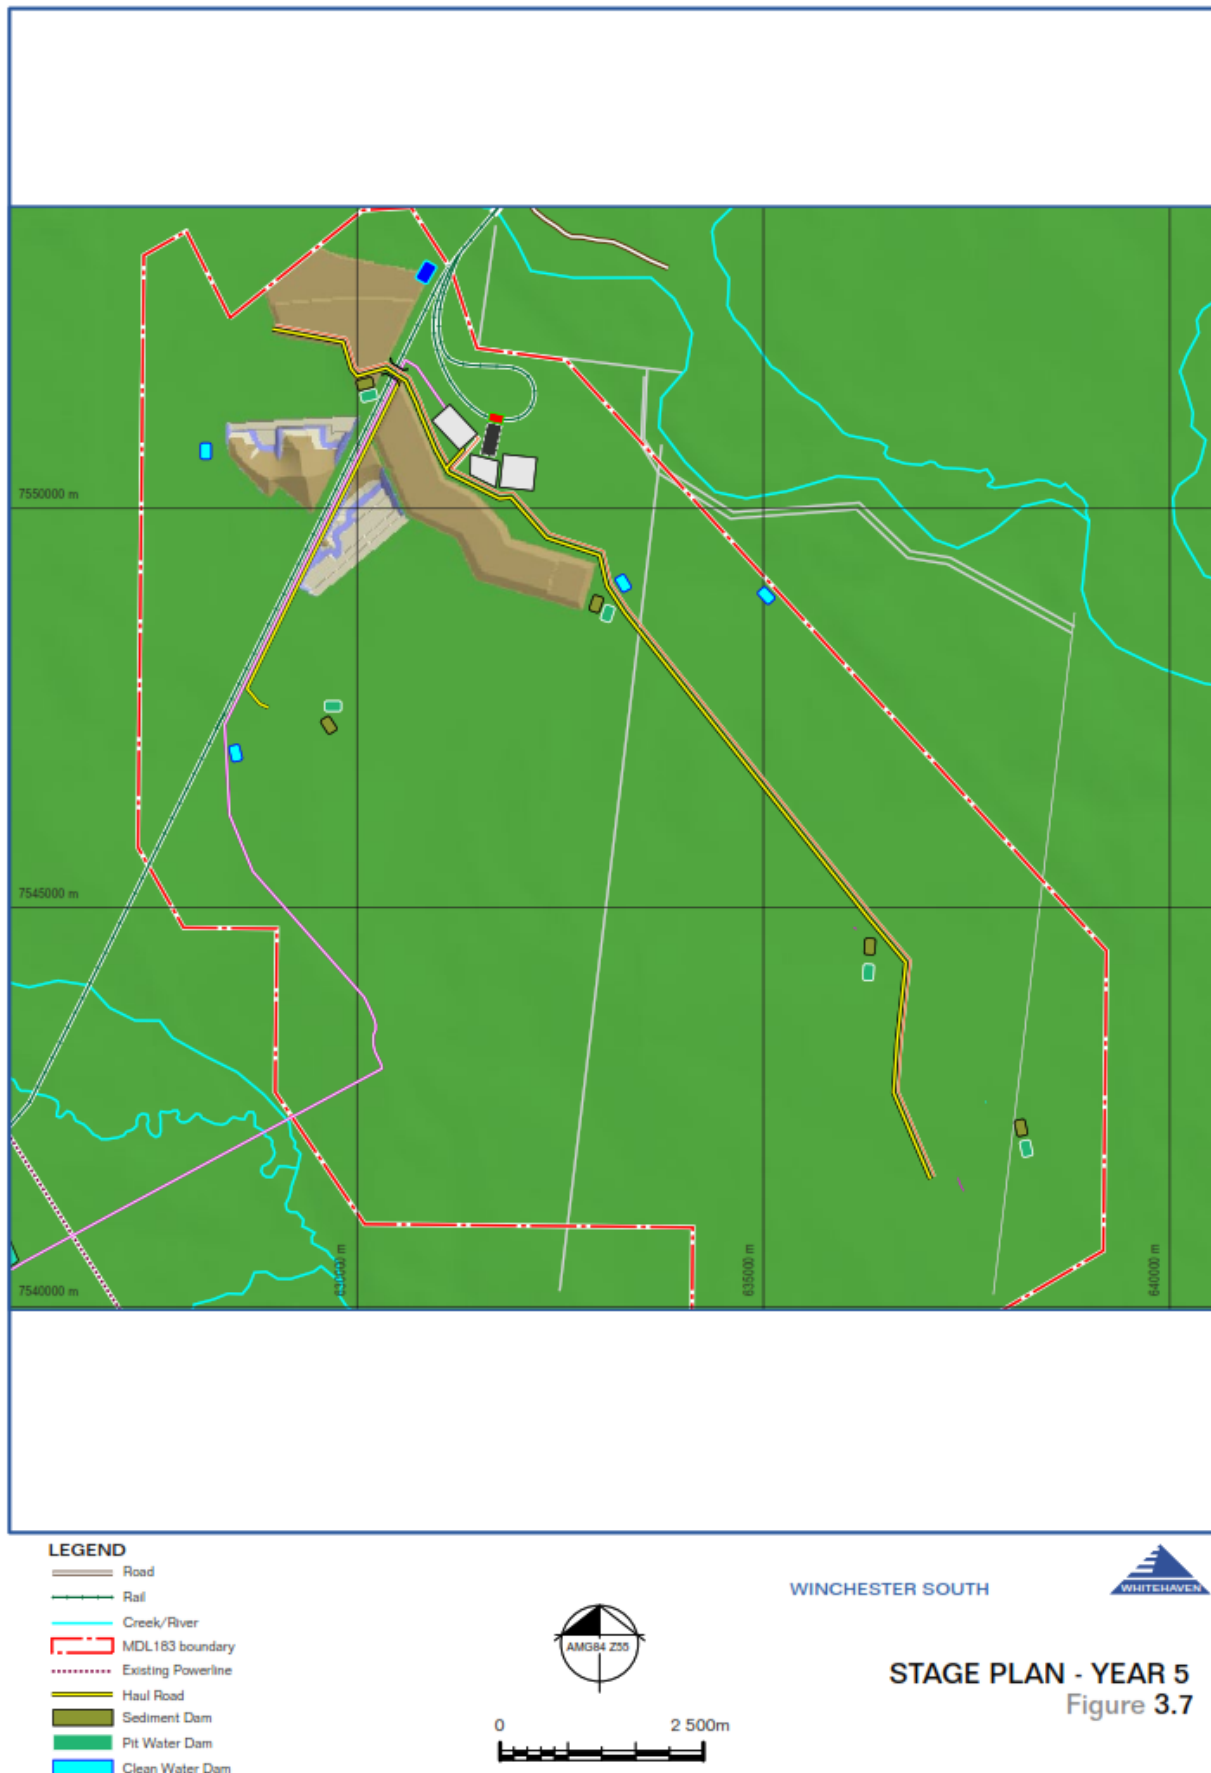 7550000 m
7545000 m
7540000 m
630000 m
635000 m
640000 m
LEGEND
Road
Rail
Creek/River
MDL183 boundary
Existing Powerline
Haul Road
Sediment Dam
Pit Water Dam
Clean Water Dam
AMG84 Z55
0 2 500m
WINCHESTER SOUTH
WHITEHAVEN
STAGE PLAN - YEAR 5
Figure 3.7